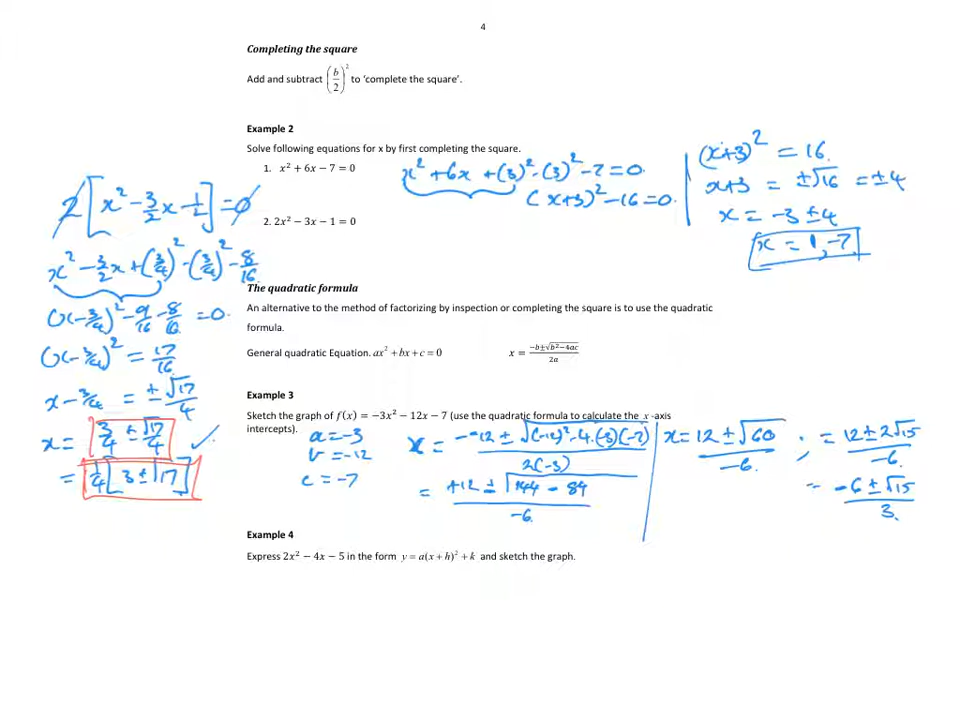 4
Completing the square
Add and subtract (b/2)² to 'complete the square'.
Example 2
Solve following equations for x by first completing the square.
1. x² + 6x − 7 = 0
x² + 6x + (3)² − (3)² − 7 = 0.
(x+3)² − 16 = 0.
(x+3)² = 16.
x+3 = ±√16 = ±4
x = −3 ± 4
x = 1, −7
2. 2x² − 3x − 1 = 0
2[x² − 3/2 x − 1/2] = 0
x² − 3/2 x + (3/4)² − (3/4)² − 8/16
(x − 3/4)² − 9/16 − 8/16 = 0.
(x − 3/4)² = 17/16
x − 3/4 = ±√17/4
x = 3/4 ± √17/4 ✓
= 1/4[3 ± √17]
The quadratic formula
An alternative to the method of factorizing by inspection or completing the square is to use the quadratic
formula.
General quadratic Equation. ax² + bx + c = 0 x = −b±√b²−4ac / 2a
Example 3
Sketch the graph of f(x) = −3x² − 12x − 7 (use the quadratic formula to calculate the x -axis
intercepts).
a = −3
b = −12
c = −7
x = −−12 ± √(−12)² − 4·(−3)(−7) / 2(−3)
= +12 ± √144 − 84 / −6
x = 12 ± √60 / −6 ;
= 12 ± 2√15 / −6
= −6 ± √15 / 3.
Example 4
Express 2x² − 4x − 5 in the form y = a(x + h)² + k and sketch the graph.